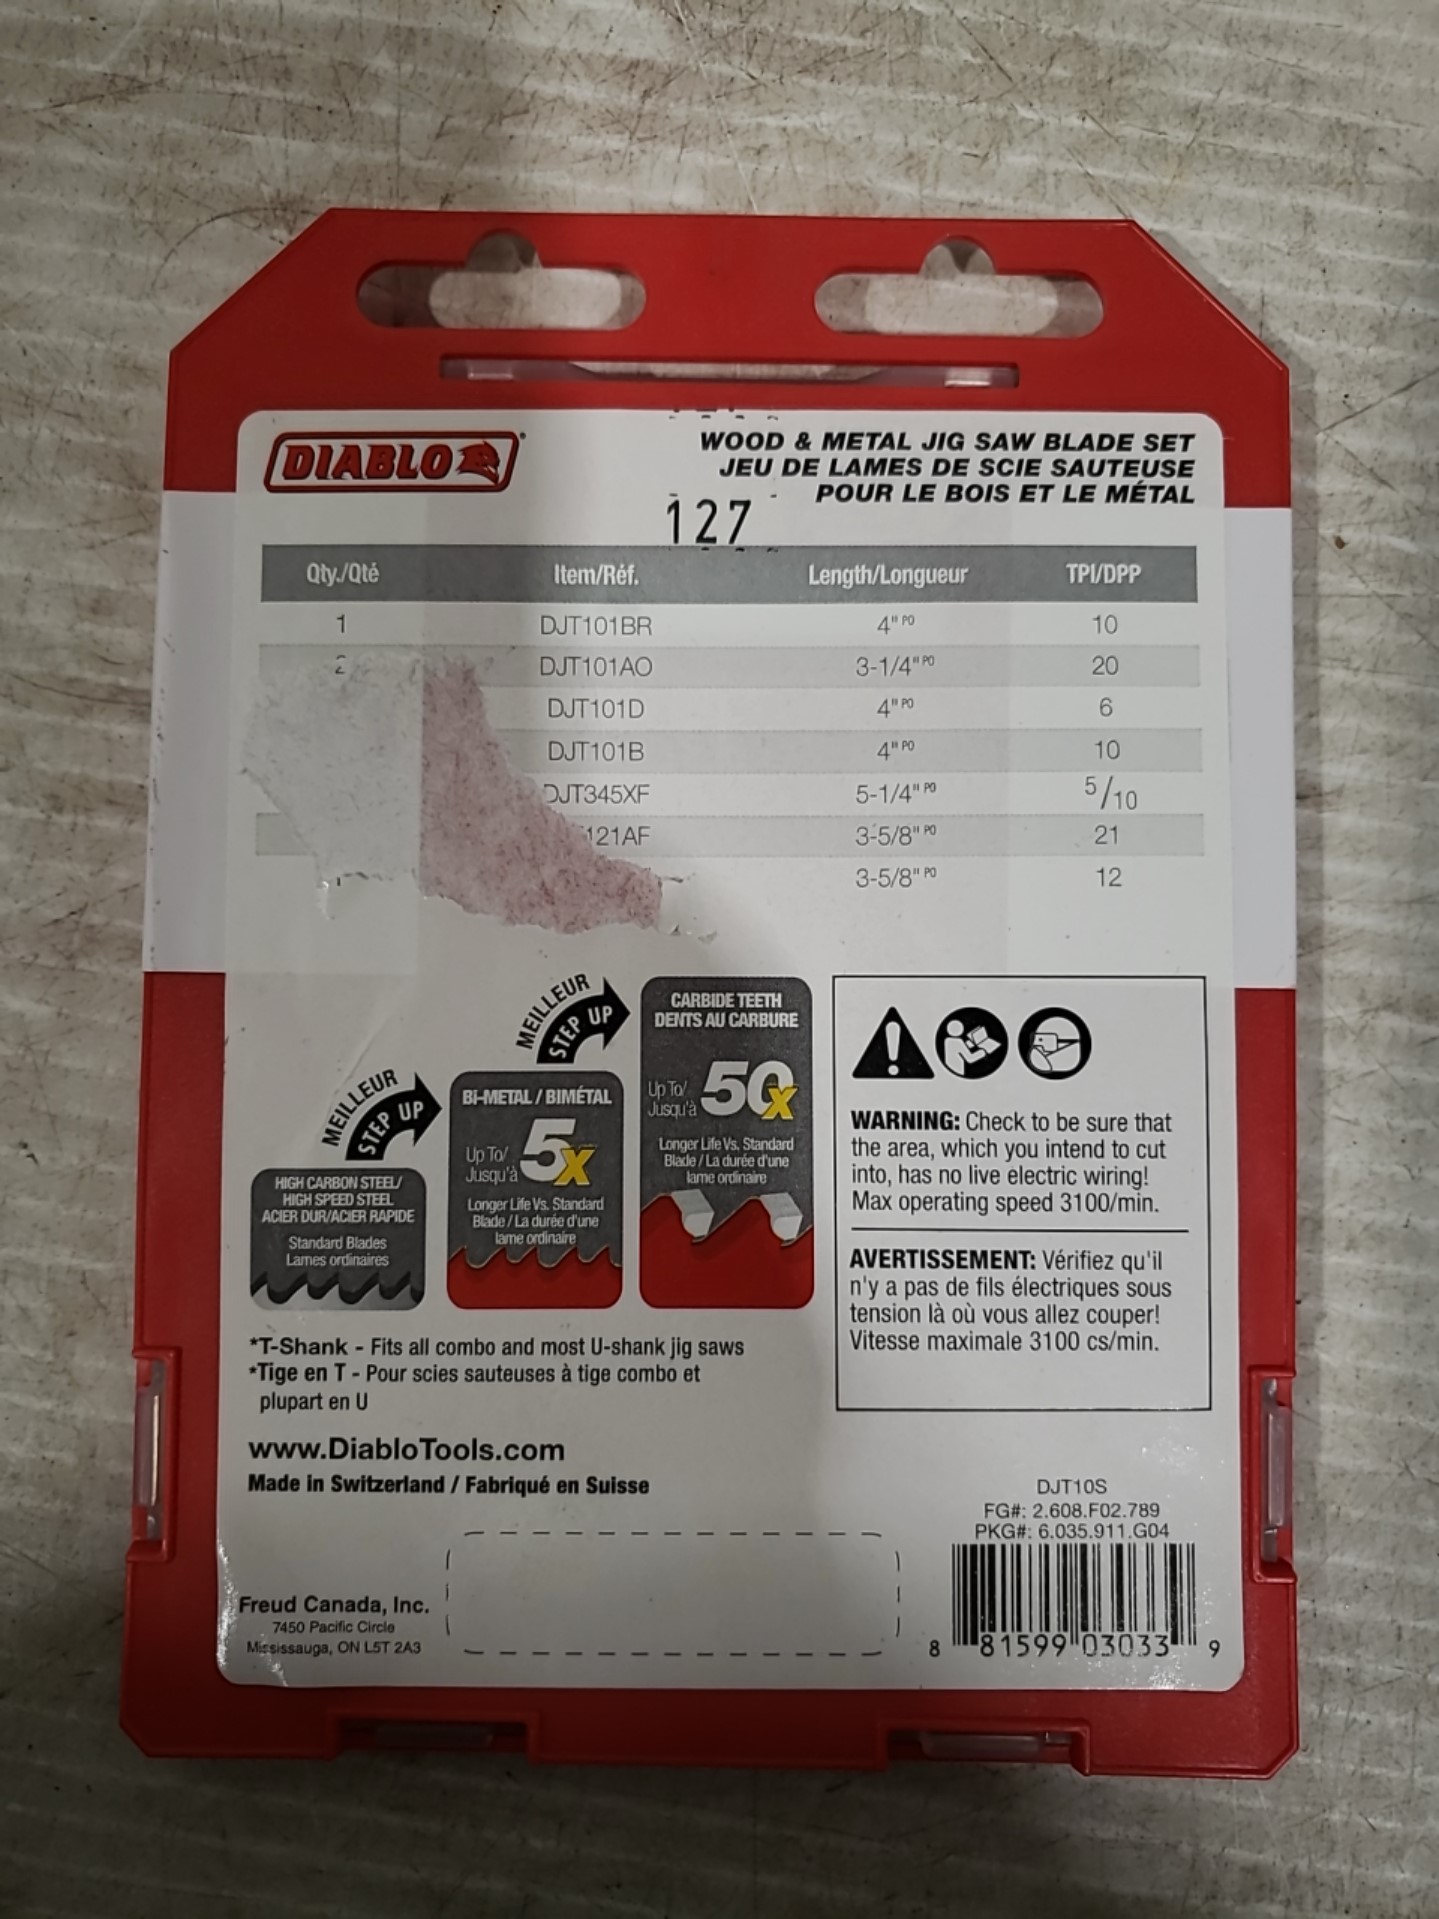 DIABLO
WOOD & METAL JIG SAW BLADE SET
JEU DE LAMES DE SCIE SAUTEUSE
POUR LE BOIS ET LE MÉTAL
127
Qty./Qté Item/Réf. Length/Longueur TPI/DPP
1 DJT101BR 4" PO 10
2 DJT101AO 3-1/4" PO 20
DJT101D 4" PO 6
DJT101B 4" PO 10
DJT345XF 5-1/4" PO 5/10
121AF 3-5/8" PO 21
3-5/8" PO 12
MEILLEUR
STEP UP
MEILLEUR
STEP UP
HIGH CARBON STEEL/
HIGH SPEED STEEL
ACIER DUR/ACIER RAPIDE
Standard Blades
Lames ordinaires
BI-METAL / BIMÉTAL
Up To/
Jusqu'à
5x
Longer Life Vs. Standard
Blade / La durée d'une
lame ordinaire
CARBIDE TEETH
DENTS AU CARBURE
Up To/
Jusqu'à
50x
Longer Life Vs. Standard
Blade / La durée d'une
lame ordinaire
WARNING: Check to be sure that
the area, which you intend to cut
into, has no live electric wiring!
Max operating speed 3100/min.
AVERTISSEMENT: Vérifiez qu'il
n'y a pas de fils électriques sous
tension là où vous allez couper!
Vitesse maximale 3100 cs/min.
*T-Shank - Fits all combo and most U-shank jig saws
*Tige en T - Pour scies sauteuses à tige combo et
plupart en U
www.DiabloTools.com
Made in Switzerland / Fabriqué en Suisse
Freud Canada, Inc.
7450 Pacific Circle
Mississauga, ON L5T 2A3
DJT10S
FG#: 2.608.F02.789
PKG#: 6.035.911.G04
8 81599 03033 9